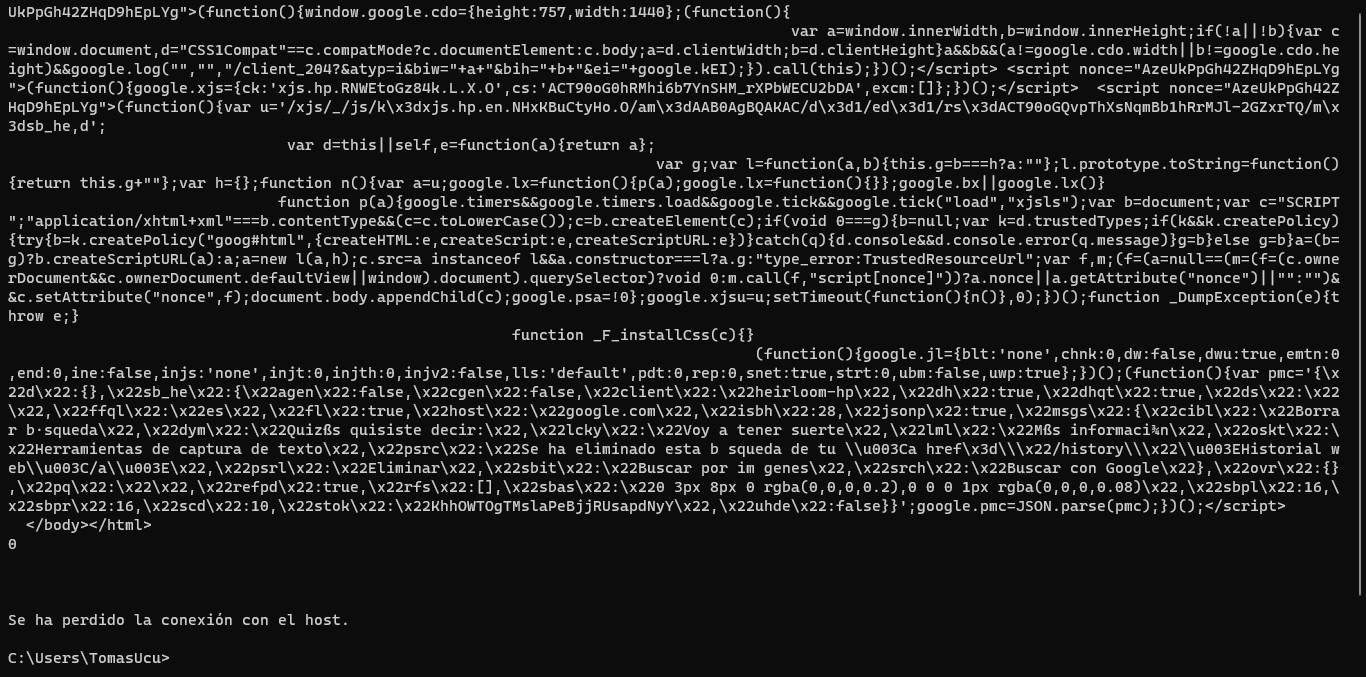 UkPpGh42ZHqD9hEpLYg">(function(){window.google.cdo={height:757,width:1440};(function(){
var a=window.innerWidth,b=window.innerHeight;if(!a||!b){var c
=window.document,d="CSS1Compat"==c.compatMode?c.documentElement:c.body;a=d.clientWidth;b=d.clientHeight}a&&b&&(a!=google.cdo.width||b!=google.cdo.he
ight)&&google.log("","","/client_204?&atyp=i&biw="+a+"&bih="+b+"&ei="+google.kEI);}).call(this);})();</script> <script nonce="AzeUkPpGh42ZHqD9hEpLYg
">(function(){google.xjs={ck:'xjs.hp.RNWEtoGz84k.L.X.O',cs:'ACT90oG0hRMhi6b7YnSHM_rXPbWECU2bDA',excm:[]};})();</script>  <script nonce="AzeUkPpGh42Z
HqD9hEpLYg">(function(){var u='/xjs/_/js/k\x3dxjs.hp.en.NHxKBuCtyHo.O/am\x3dAAB0AgBQAKAC/d\x3d1/ed\x3d1/rs\x3dACT90oGQvpThXsNqmBb1hRrMJl-2GZxrTQ/m\x
3dsb_he,d';
var d=this||self,e=function(a){return a};
var g;var l=function(a,b){this.g=b===h?a:""};l.prototype.toString=function()
{return this.g+""};var h={};function n(){var a=u;google.lx=function(){p(a);google.lx=function(){}};google.bx||google.lx()}
function p(a){google.timers&&google.timers.load&&google.tick&&google.tick("load","xjsls");var b=document;var c="SCRIPT
";"application/xhtml+xml"===b.contentType&&(c=c.toLowerCase());c=b.createElement(c);if(void 0===g){b=null;var k=d.trustedTypes;if(k&&k.createPolicy)
{try{b=k.createPolicy("goog#html",{createHTML:e,createScript:e,createScriptURL:e})}catch(q){d.console&&d.console.error(q.message)}g=b}else g=b}a=(b=
g)?b.createScriptURL(a):a;a=new l(a,h);c.src=a instanceof l&&a.constructor===l?a.g:"type_error:TrustedResourceUrl";var f,m;(f=(a=null==(m=(f=(c.owne
rDocument&&c.ownerDocument.defaultView||window).document).querySelector)?void 0:m.call(f,"script[nonce]"))?a.nonce||a.getAttribute("nonce")||"":"")&
&c.setAttribute("nonce",f);document.body.appendChild(c);google.psa=!0};google.xjsu=u;setTimeout(function(){n()},0);})();function _DumpException(e){t
hrow e;}
function _F_installCss(c){}
(function(){google.jl={blt:'none',chnk:0,dw:false,dwu:true,emtn:0
,end:0,ine:false,injs:'none',injt:0,injth:0,injv2:false,lls:'default',pdt:0,rep:0,snet:true,strt:0,ubm:false,uwp:true};})();(function(){var pmc='{\x
22d\x22:{},\x22sb_he\x22:{\x22agen\x22:false,\x22cgen\x22:false,\x22client\x22:\x22heirloom-hp\x22,\x22dh\x22:true,\x22dhqt\x22:true,\x22ds\x22:\x22
\x22,\x22ffql\x22:\x22es\x22,\x22fl\x22:true,\x22host\x22:\x22google.com\x22,\x22isbh\x22:28,\x22jsonp\x22:true,\x22msgs\x22:{\x22cibl\x22:\x22Borra
r b·squeda\x22,\x22dym\x22:\x22Quizßs quisiste decir:\x22,\x22lcky\x22:\x22Voy a tener suerte\x22,\x22lml\x22:\x22Mßs informaci¾n\x22,\x22oskt\x22:\
x22Herramientas de captura de texto\x22,\x22psrc\x22:\x22Se ha eliminado esta b squeda de tu \\u003Ca href\x3d\\\x22/history\\\x22\\u003EHistorial w
eb\\u003C/a\\u003E\x22,\x22psrl\x22:\x22Eliminar\x22,\x22sbit\x22:\x22Buscar por im genes\x22,\x22srch\x22:\x22Buscar con Google\x22},\x22ovr\x22:{}
,\x22pq\x22:\x22\x22,\x22refpd\x22:true,\x22rfs\x22:[],\x22sbas\x22:\x220 3px 8px 0 rgba(0,0,0,0.2),0 0 0 1px rgba(0,0,0,0.08)\x22,\x22sbpl\x22:16,\
x22sbpr\x22:16,\x22scd\x22:10,\x22stok\x22:\x22KhhOWTOgTMslaPeBjjRUsapdNyY\x22,\x22uhde\x22:false}}';google.pmc=JSON.parse(pmc);})();</script>
</body></html>
0
Se ha perdido la conexión con el host.
C:\Users\TomasUcu>